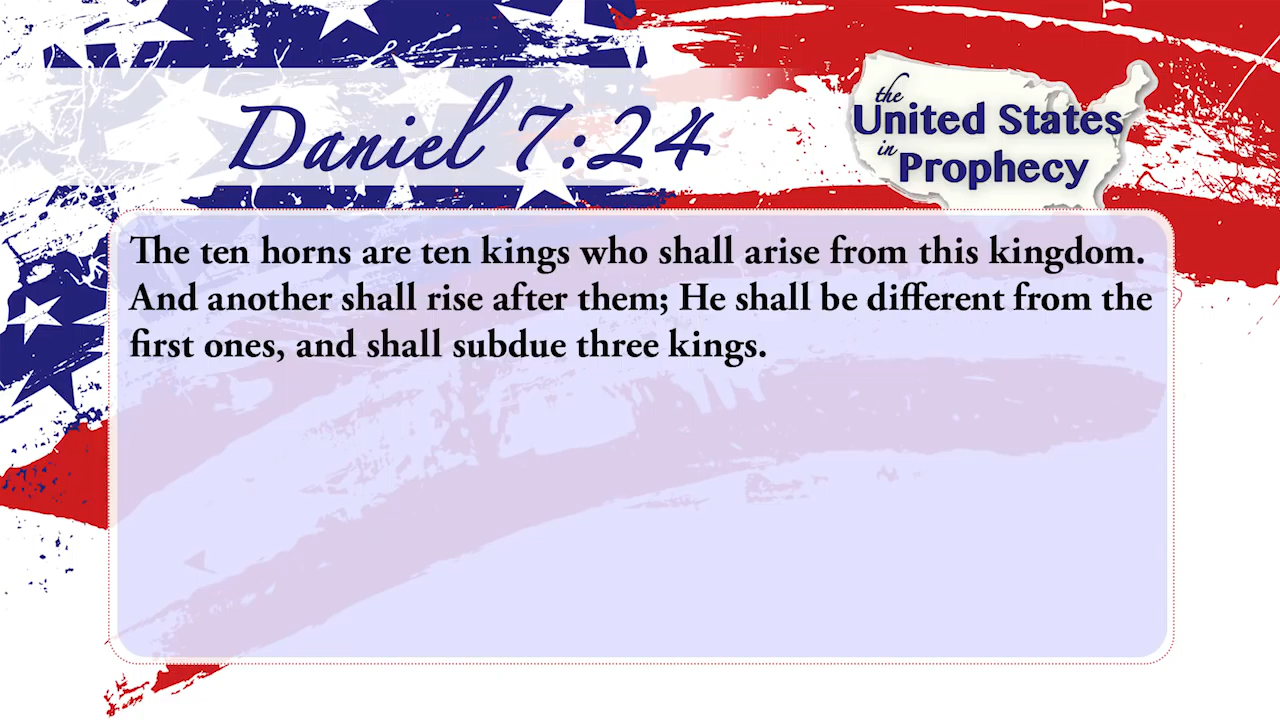 Daniel 7:24
the
United States
in
Prophecy
The ten horns are ten kings who shall arise from this kingdom.
And another shall rise after them; He shall be different from the
first ones, and shall subdue three kings.